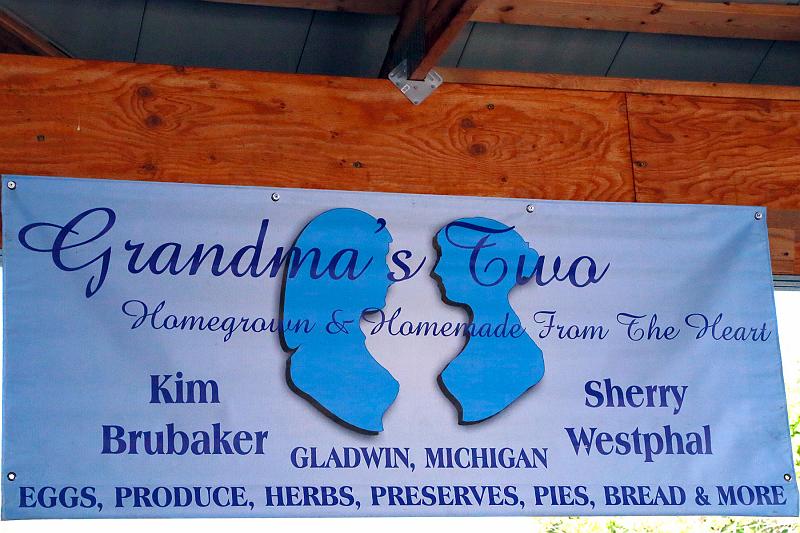 Grandma's Two
Homegrown & Homemade From The Heart
Kim
Brubaker
Sherry
Westphal
GLADWIN, MICHIGAN
EGGS, PRODUCE, HERBS, PRESERVES, PIES, BREAD & MORE